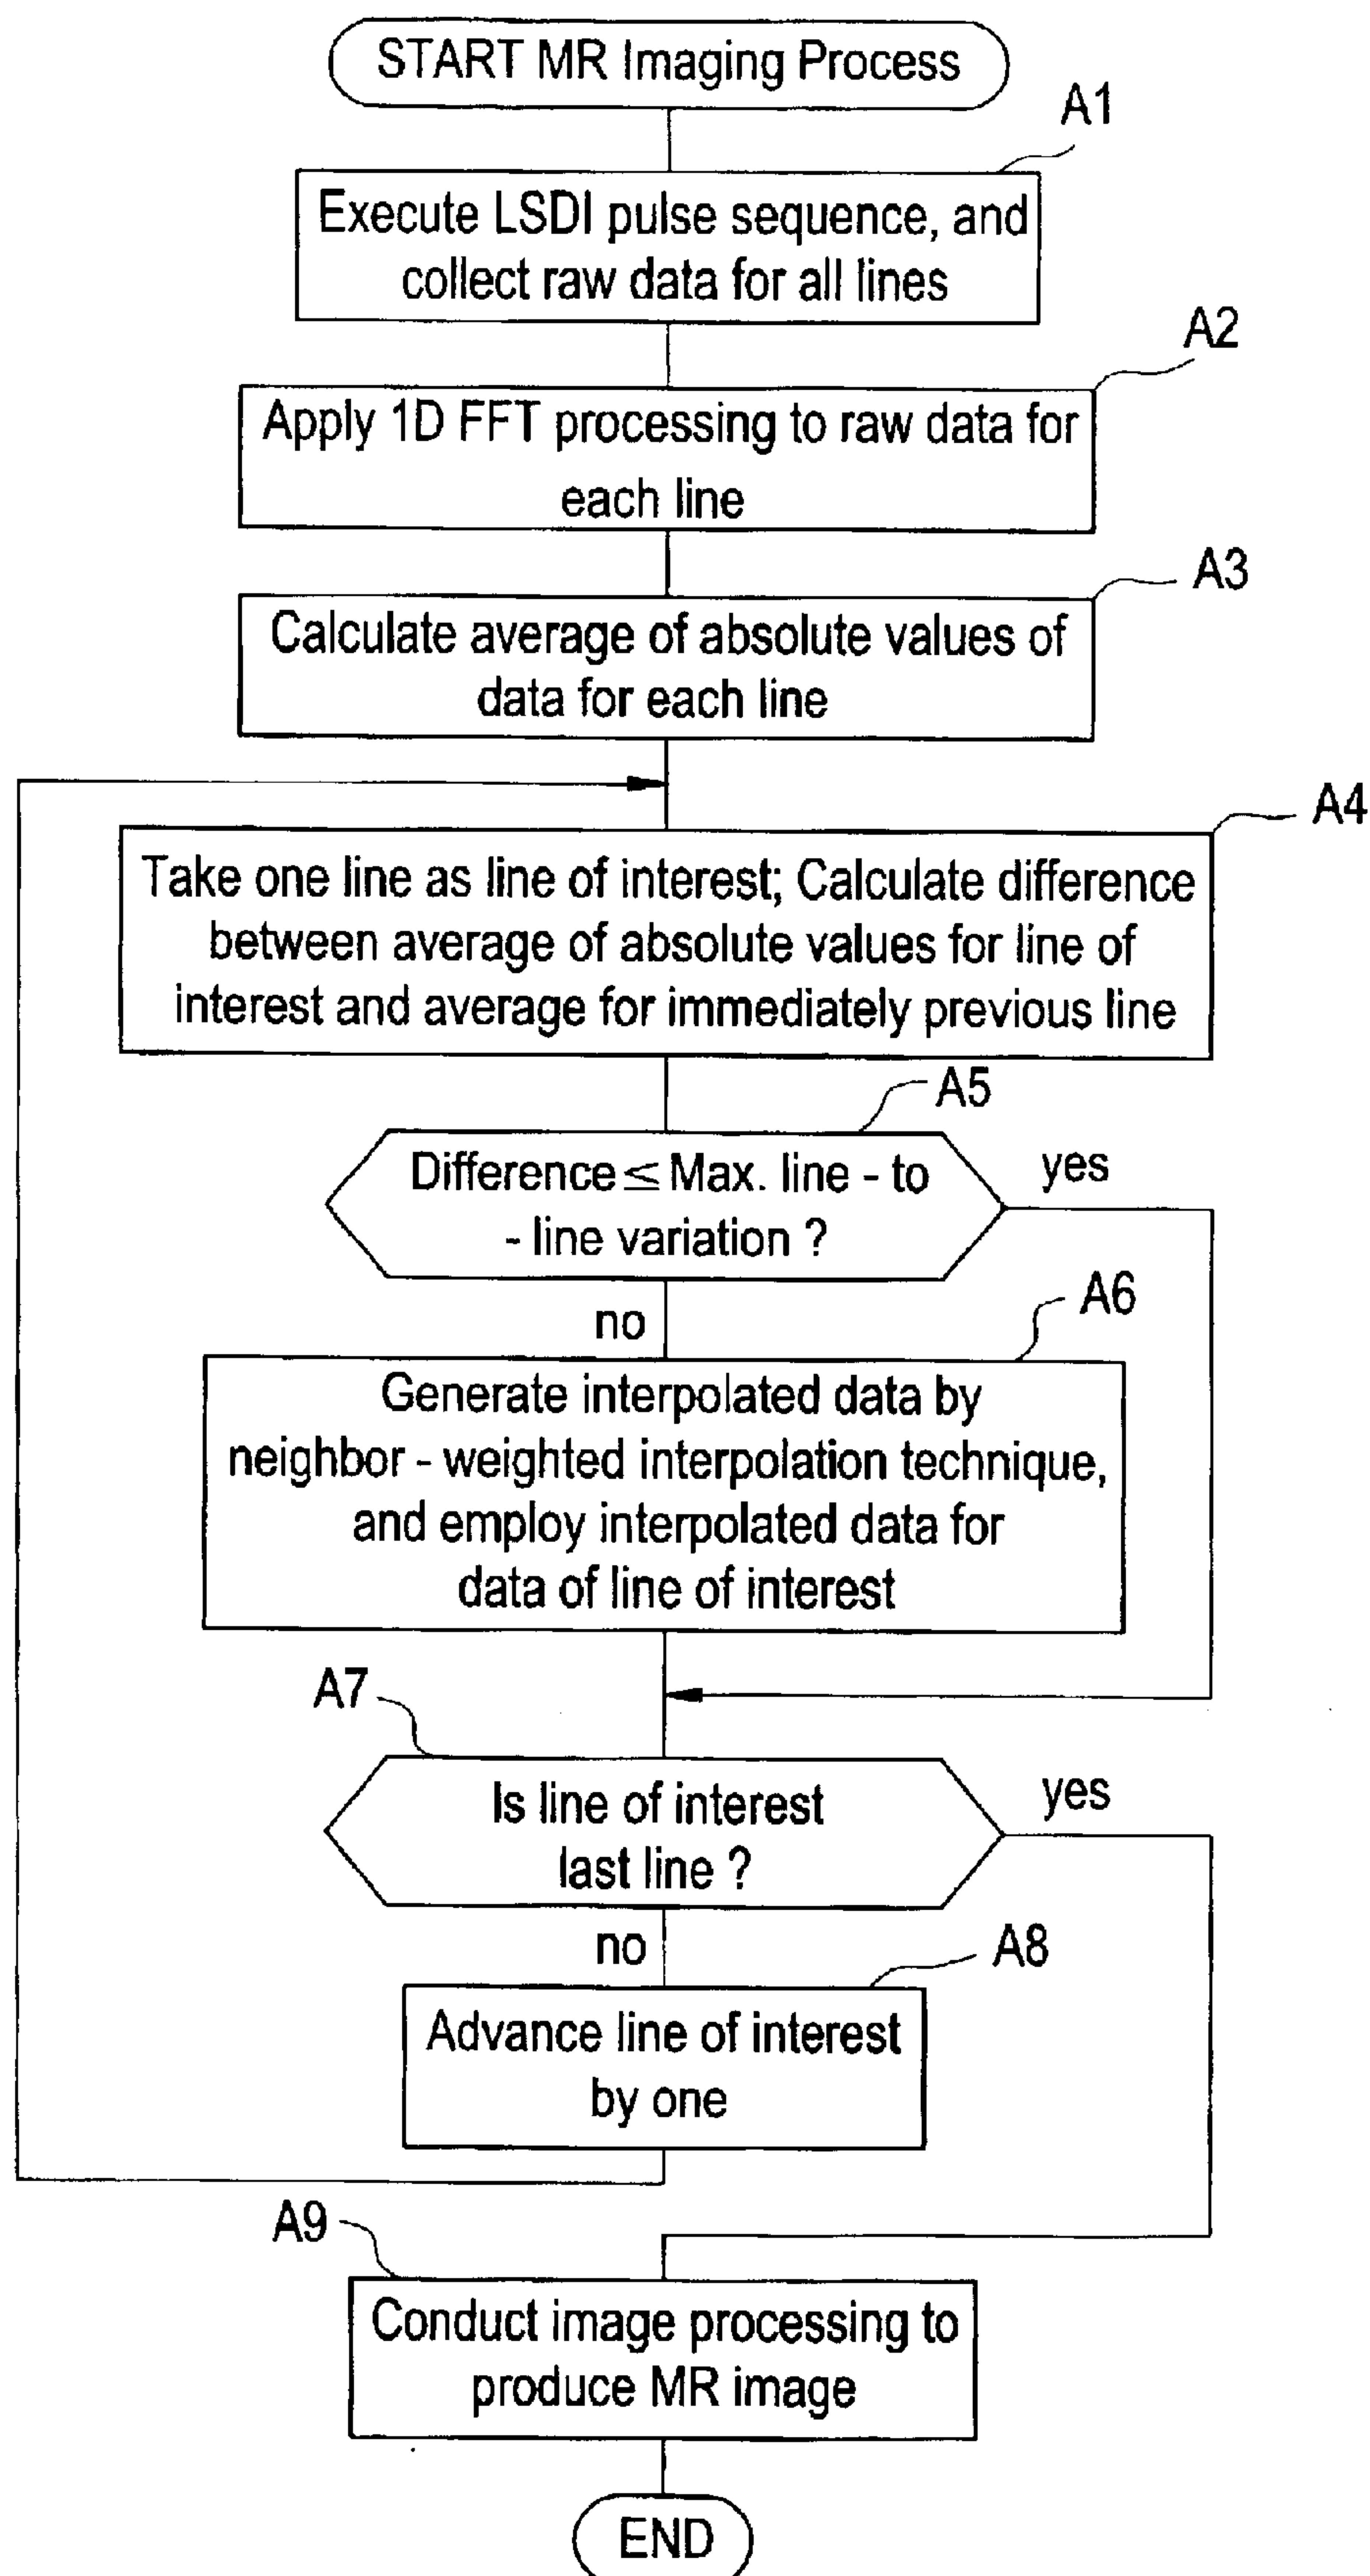 START MR Imaging Process
A1
Execute LSDI pulse sequence, and
collect raw data for all lines
A2
Apply 1D FFT processing to raw data for
each line
A3
Calculate average of absolute values of
data for each line
A4
Take one line as line of interest; Calculate difference
between average of absolute values for line of
interest and average for immediately previous line
A5
Difference ≤ Max. line - to
- line variation ?
yes
no
A6
Generate interpolated data by
neighbor - weighted interpolation technique,
and employ interpolated data for
data of line of interest
A7
Is line of interest
last line ?
yes
no
A8
Advance line of interest
by one
A9
Conduct image processing to
produce MR image
END